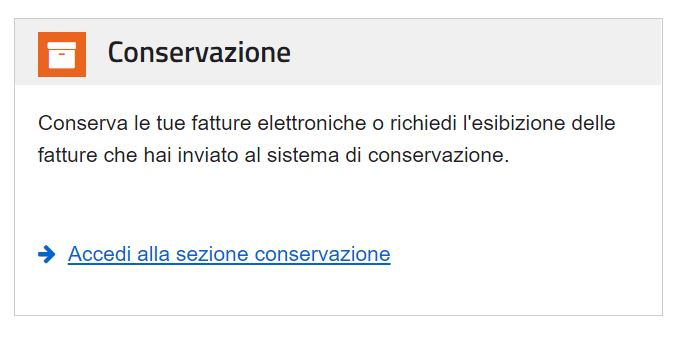 Conservazione
Conserva le tue fatture elettroniche o richiedi l'esibizione delle
fatture che hai inviato al sistema di conservazione.
Accedi alla sezione conservazione